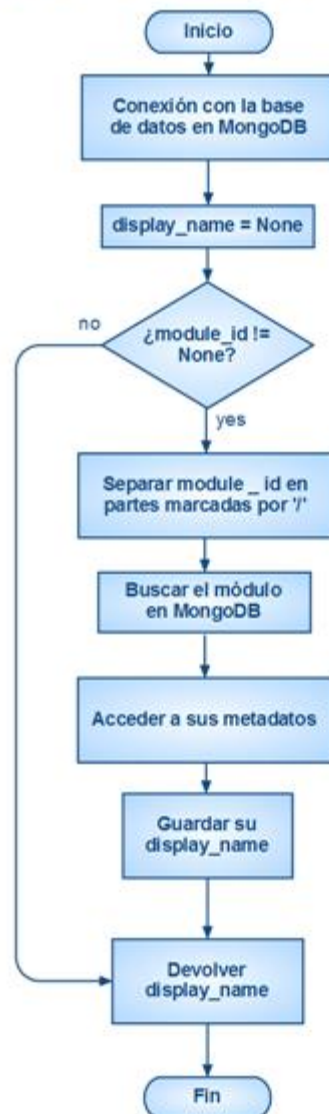 Inicio
Conexión con la base
de datos en MongoDB
display_name = None
¿module_id !=
None?
no
yes
Separar module _ id en
partes marcadas por '/'
Buscar el módulo
en MongoDB
Acceder a sus metadatos
Guardar su
display_name
Devolver
display_name
Fin